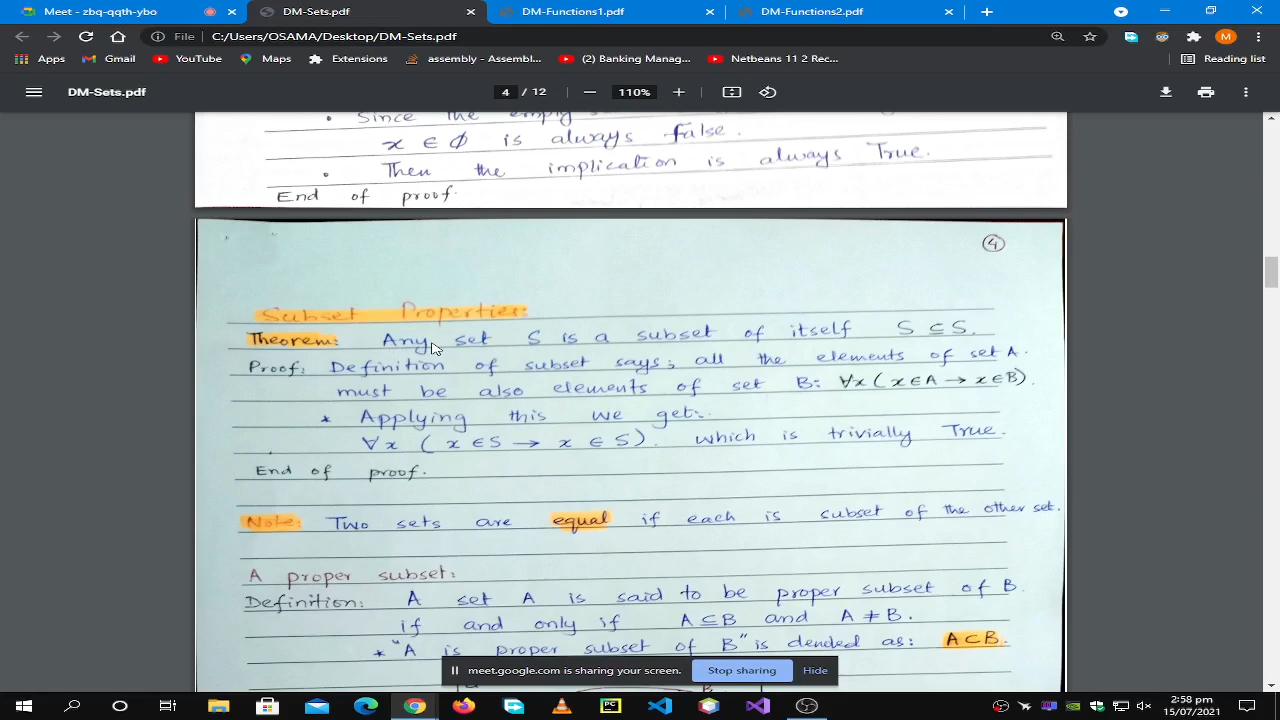 Meet - zbq-qqth-ybo
DM-Sets.pdf
DM-Functions1.pdf
DM-Functions2.pdf
File
C:/Users/OSAMA/Desktop/DM-Sets.pdf
Apps
Gmail
YouTube
Maps
Extensions
assembly - Assembl...
(2) Banking Manag...
Netbeans 11 2 Rec...
Reading list
DM-Sets.pdf
4 / 12
110%
• Since the empty
x ∈ ∅ is always false.
• Then the implication is always True.
End of proof.
4
Subset Properties:
Theorem: Any set S is a subset of itself S ⊆ S.
Proof: Definition of subset says; all the elements of set A.
must be also elements of set B: ∀x (x∈A → x∈B).
* Applying this we get:
∀x (x ∈ S → x ∈ S). which is trivially True.
End of proof.
Note: Two sets are equal if each is subset of the other set.
A proper subset:
Definition: A set A is said to be proper subset of B.
if and only if A ⊆ B and A ≠ B.
* "A is proper subset of B" is dended as: A⊂B.
meet.google.com is sharing your screen.
Stop sharing
Hide
B
2:58 pm
15/07/2021